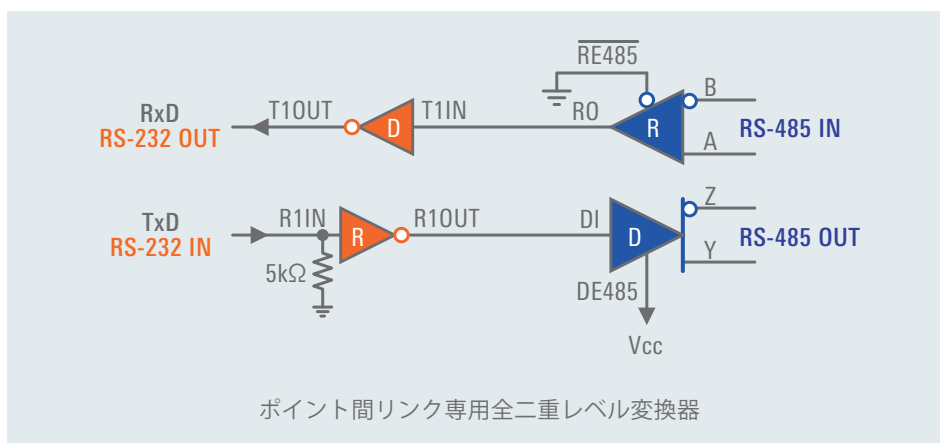 RE485
B
RxD
T1OUT
T1IN
RO
D
R
RS-485 IN
RS-232 OUT
A
TxD
R1IN
R1OUT
DI
Z
RS-232 IN
R
D
RS-485 OUT
Y
5kΩ
DE485
Vcc
ポイント間リンク専用全二重レベル変換器